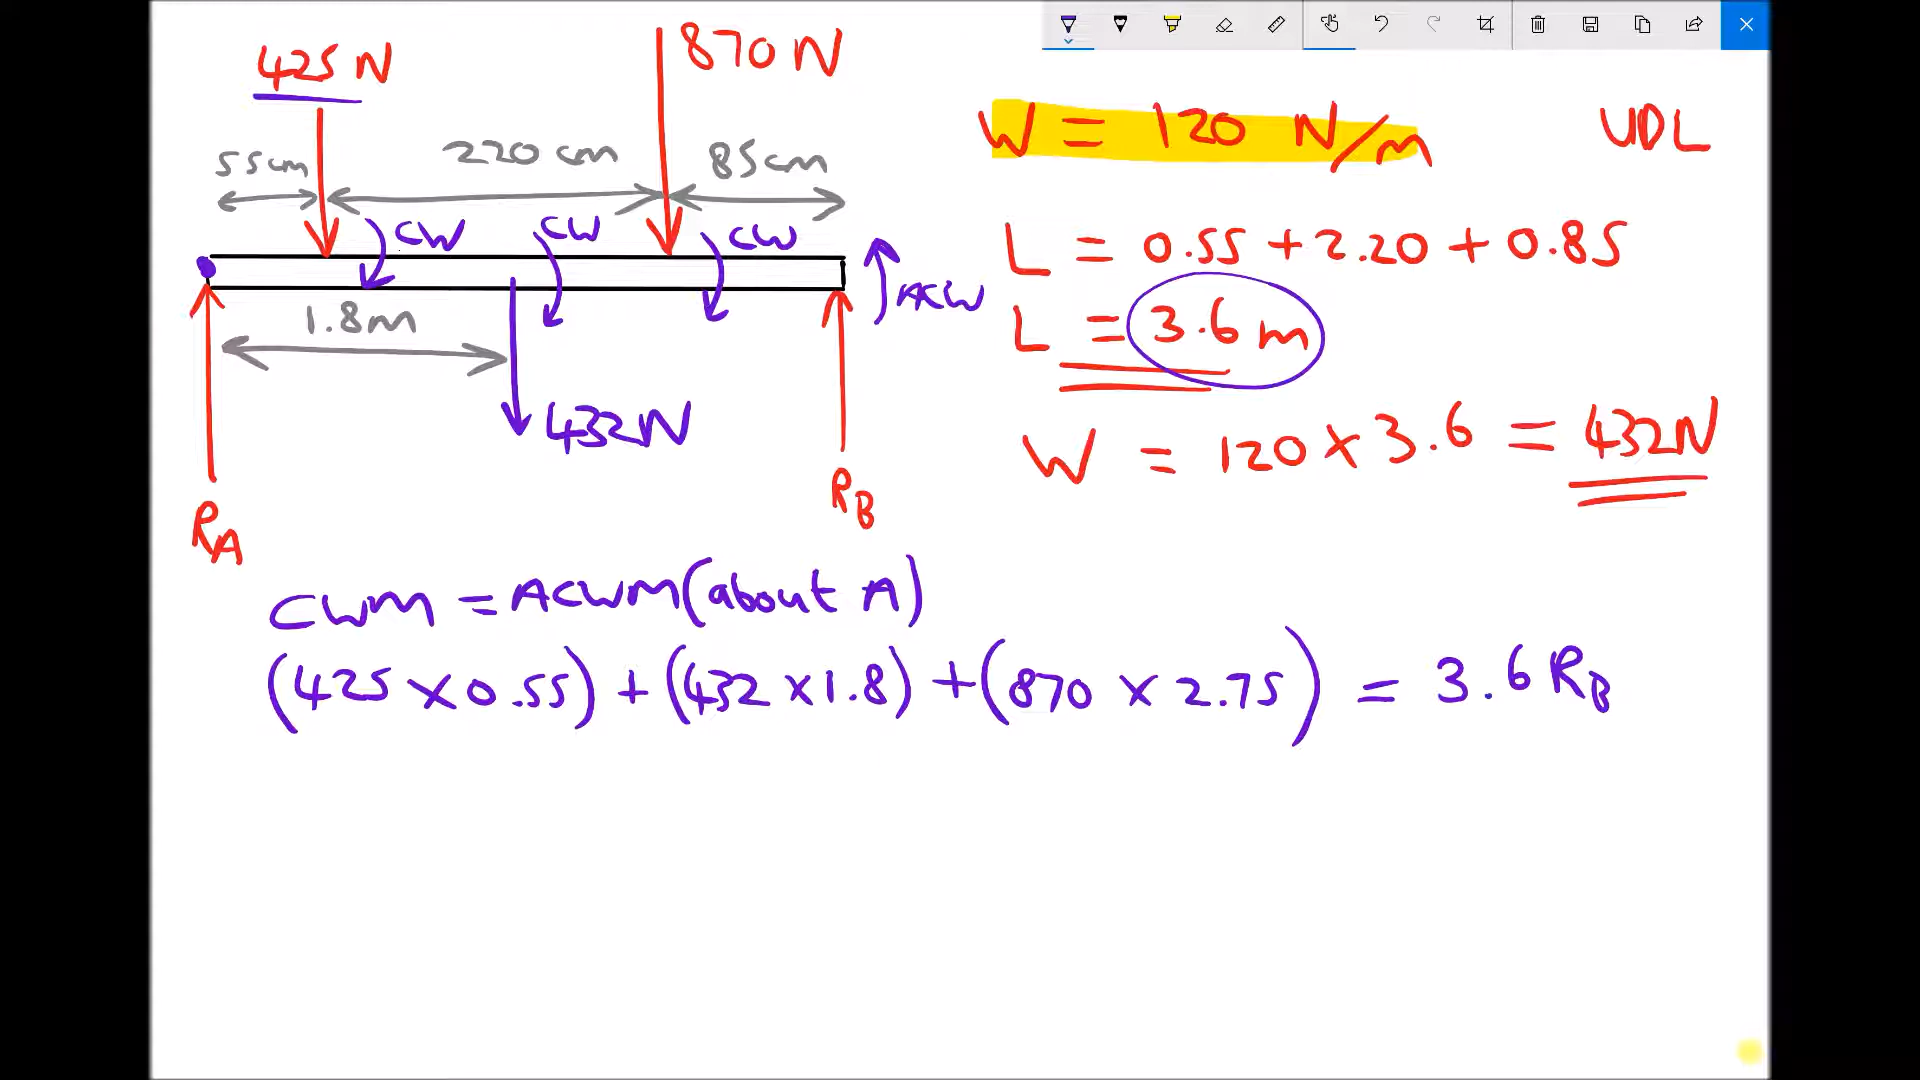 425 N
870 N
55cm
220 cm
85cm
CW
CW
CW
ACW
1.8m
432N
RA
RB
W = 120 N/m
UDL
L = 0.55 + 2.20 + 0.85
L = 3.6 m
W = 120 × 3.6 = 432N
CWM = ACWM (about A)
(425 × 0.55) + (432 × 1.8) + (870 × 2.75) = 3.6 RB